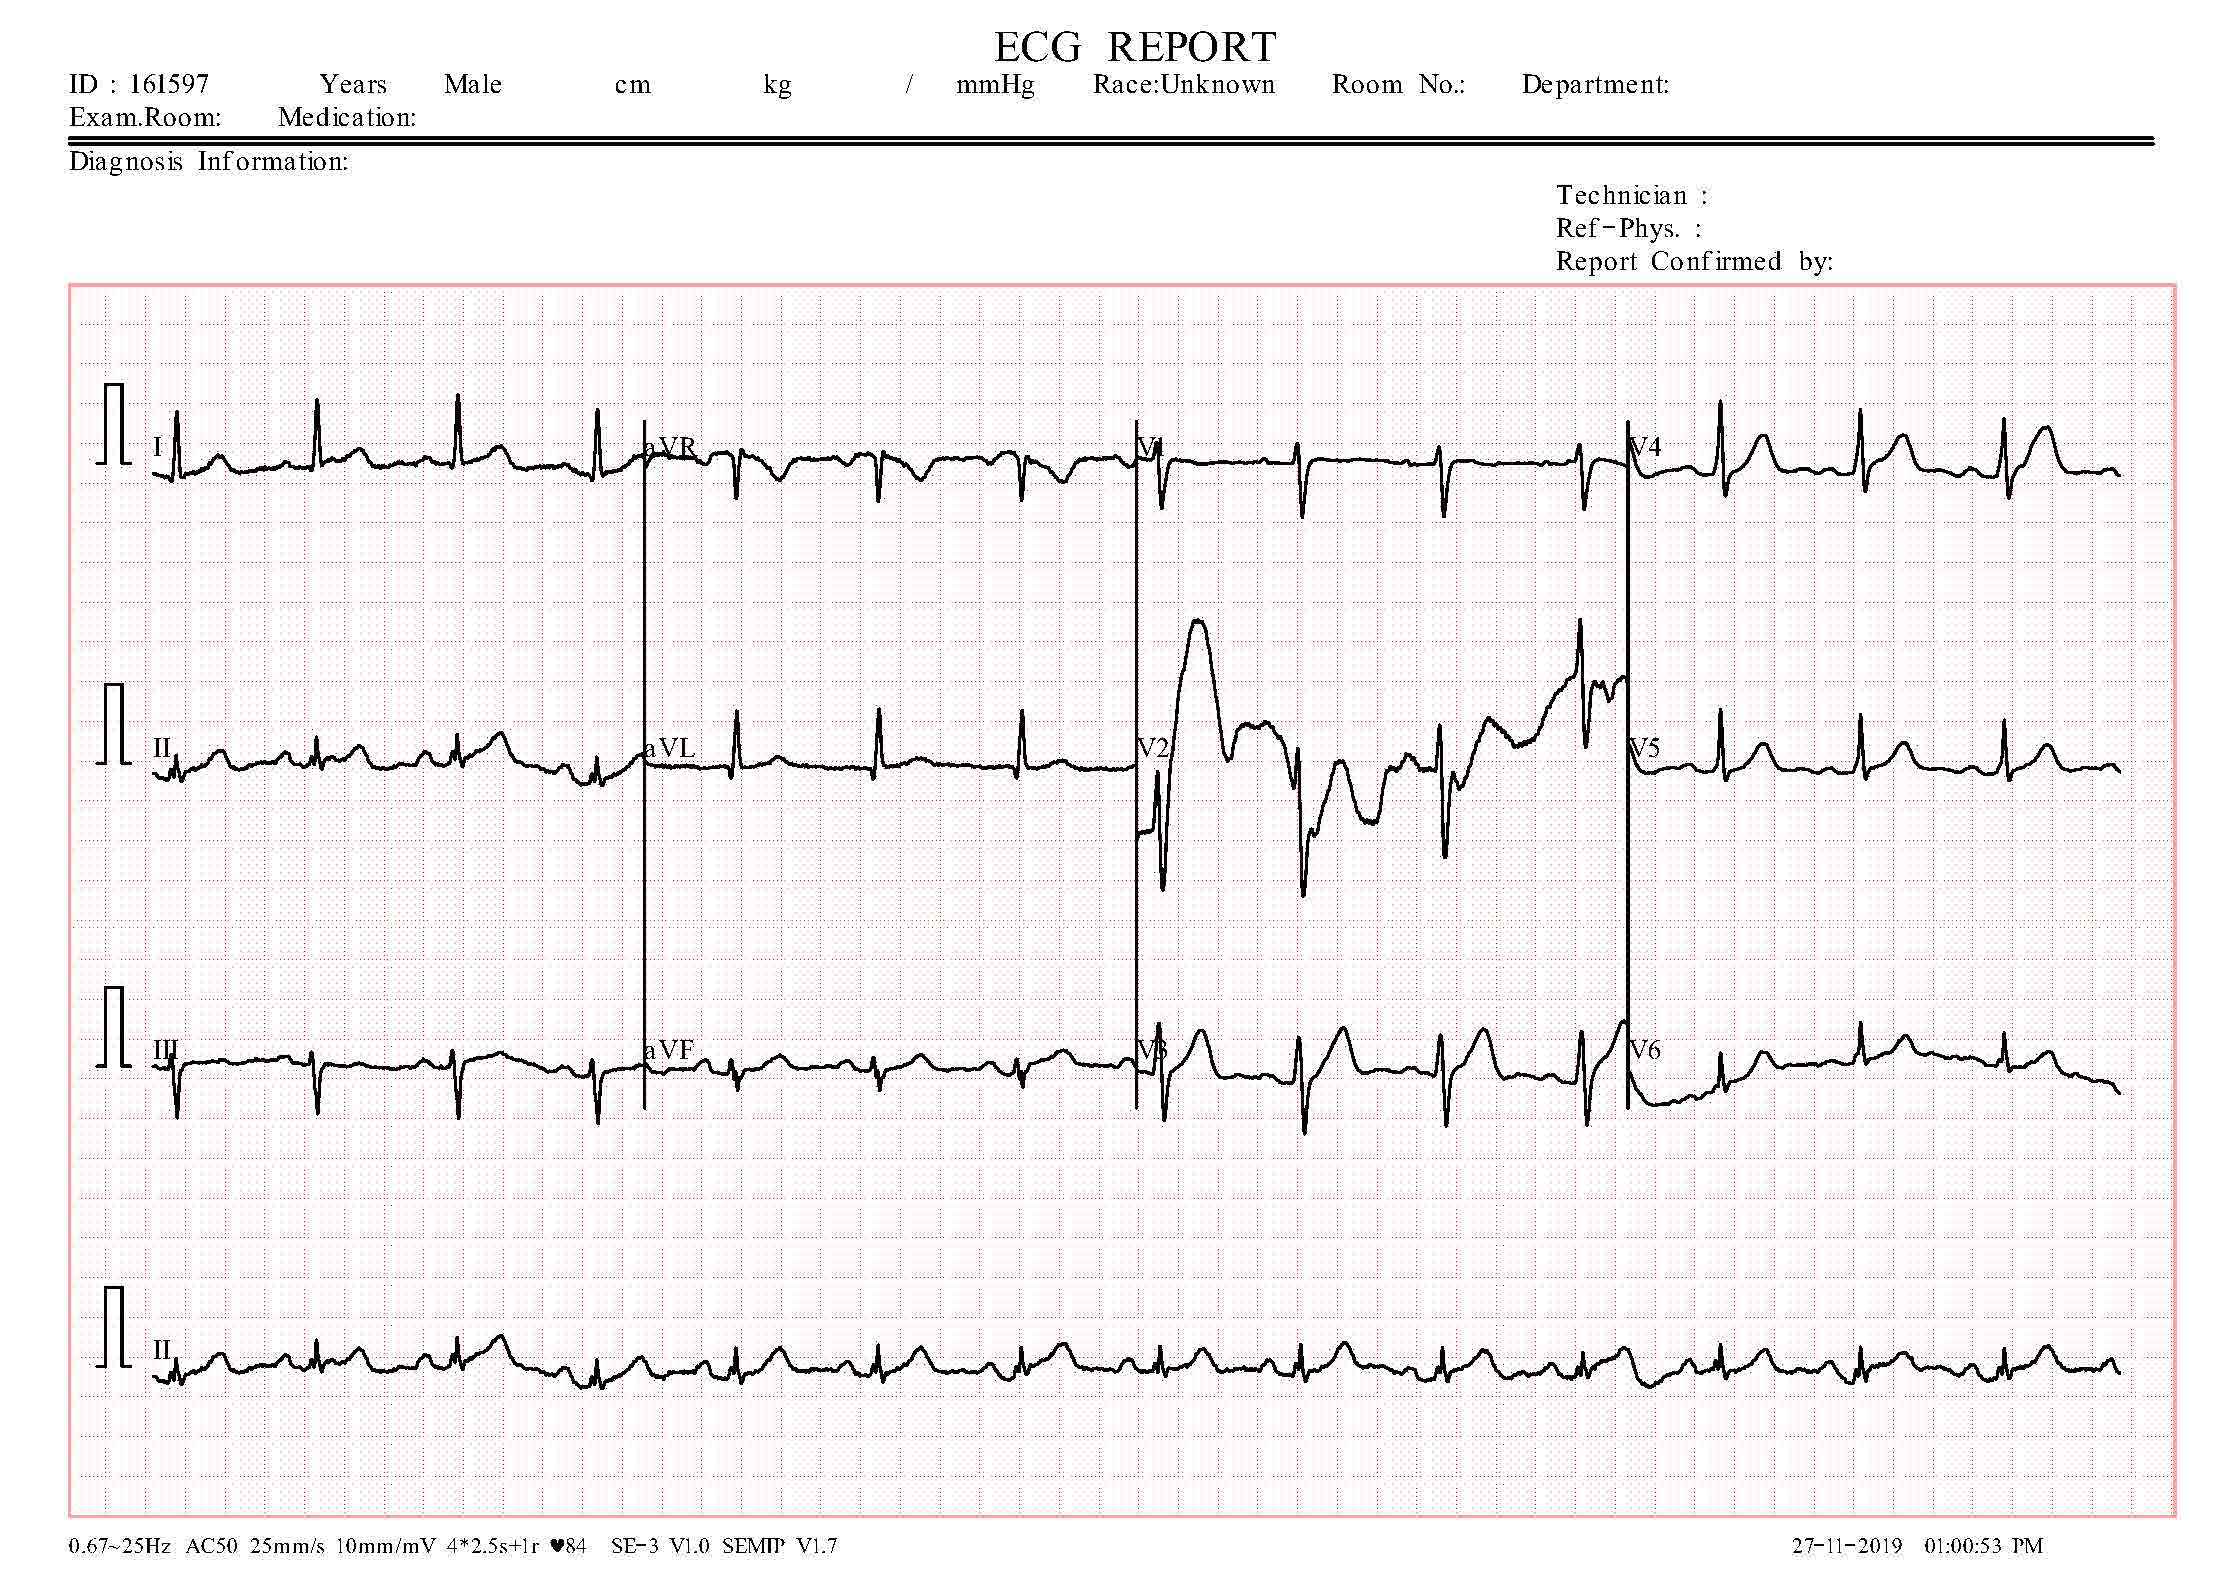 ECG REPORT
ID : 161597 Years Male cm kg / mmHg Race:Unknown Room No.: Department:
Exam.Room: Medication:
Diagnosis Information:
Technician :
Ref-Phys. :
Report Confirmed by:
I aVR V1 V4
II aVL V2 V5
III aVF V3 V6
II
0.67~25Hz AC50 25mm/s 10mm/mV 4*2.5s+1r ♥84 SE-3 V1.0 SEMIP V1.7 27-11-2019 01:00:53 PM